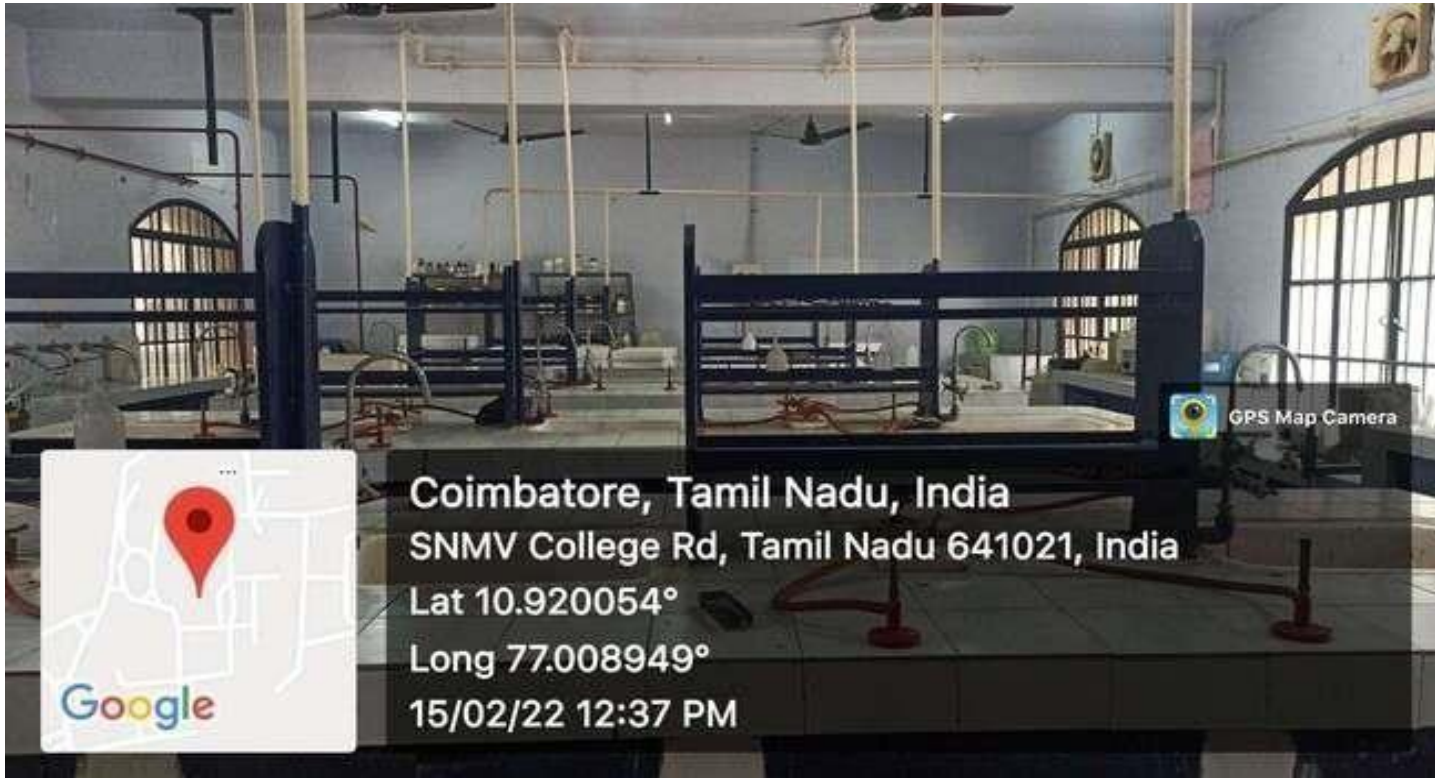 GPS Map Camera
Coimbatore, Tamil Nadu, India
SNMV College Rd, Tamil Nadu 641021, India
Lat 10.920054°
Long 77.008949°
15/02/22 12:37 PM
Google